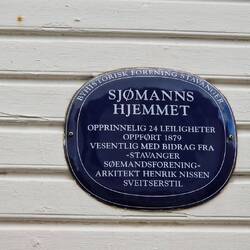 BYHISTORISK FORENING STAVANGER
SJØMANNS
HJEMMET
OPPRINNELIG 24 LEILIGHETER
OPPFØRT 1879
VESENTLIG MED BIDRAG FRA
-STAVANGER
SØEMANDSFORENING-
ARKITEKT HENRIK NISSEN
SVEITSERSTIL